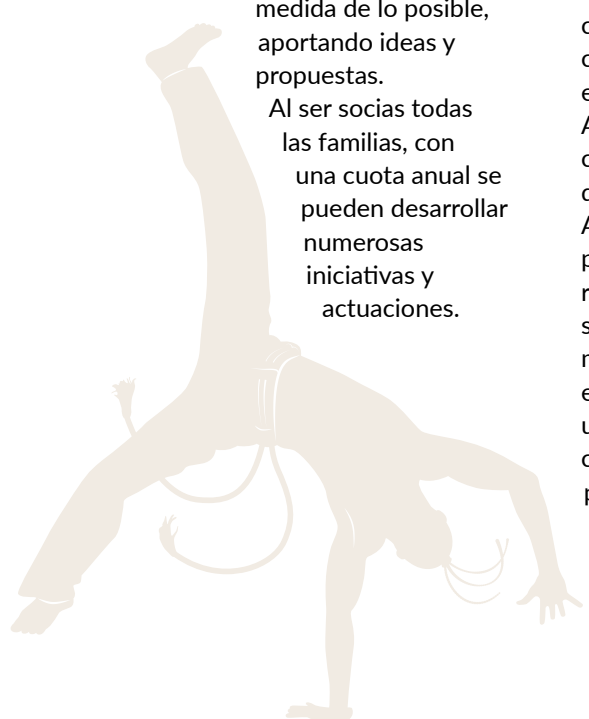 medida de lo posible,
aportando ideas y
propuestas.
Al ser socias todas
las familias, con
una cuota anual se
pueden desarrollar
numerosas
iniciativas y
actuaciones.